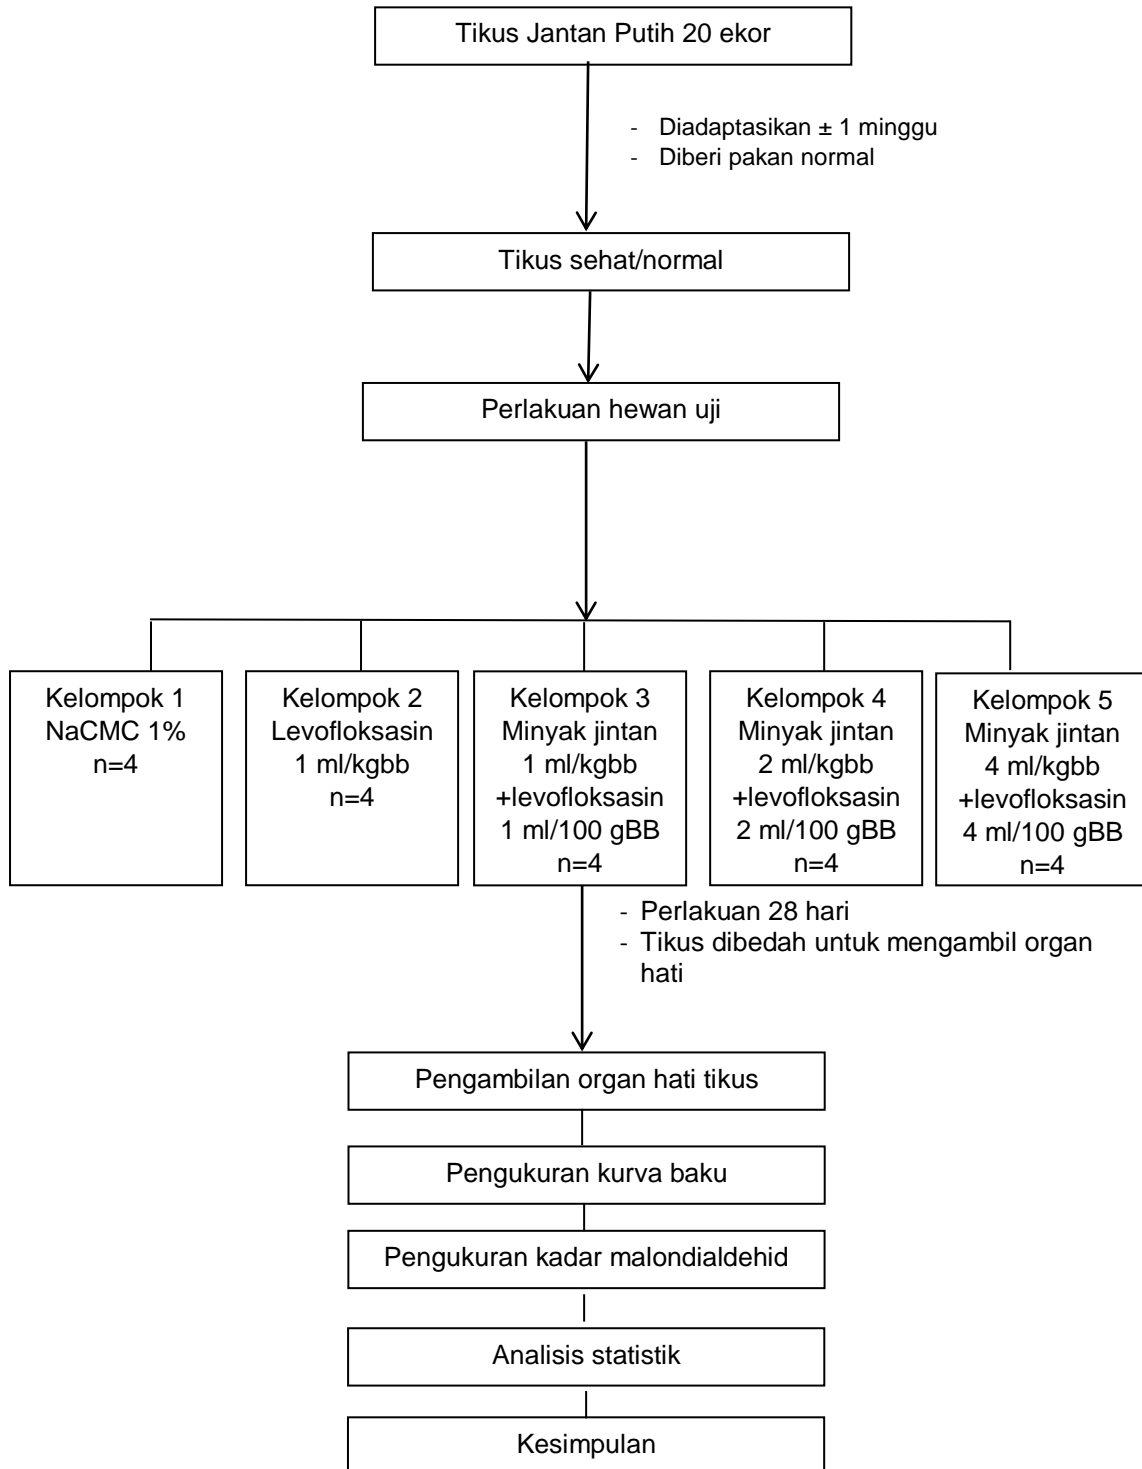 Tikus Jantan Putih 20 ekor
- Diadaptasikan ± 1 minggu
- Diberi pakan normal
Tikus sehat/normal
Perlakuan hewan uji
Kelompok 1
NaCMC 1%
n=4
Kelompok 2
Levofloksasin
1 ml/kgbb
n=4
Kelompok 3
Minyak jintan
1 ml/kgbb
+levofloksasin
1 ml/100 gBB
n=4
Kelompok 4
Minyak jintan
2 ml/kgbb
+levofloksasin
2 ml/100 gBB
n=4
Kelompok 5
Minyak jintan
4 ml/kgbb
+levofloksasin
4 ml/100 gBB
n=4
- Perlakuan 28 hari
- Tikus dibedah untuk mengambil organ
hati
Pengambilan organ hati tikus
Pengukuran kurva baku
Pengukuran kadar malondialdehid
Analisis statistik
Kesimpulan